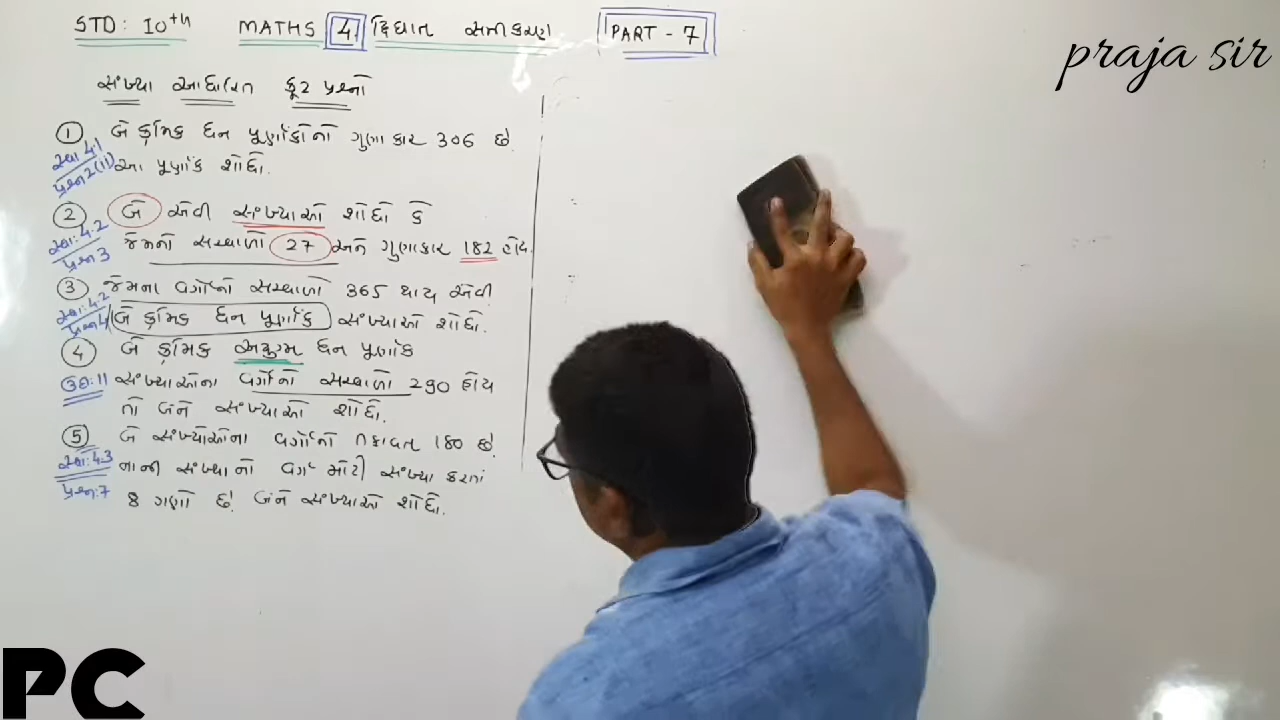 STD: 10th MATHS 4 દ્વિઘાત સમીકરણ PART - 7
praja sir
સંખ્યા આધારિત કૂટ પ્રશ્નો
① બે ક્રમિક ધન પૂર્ણાંકોનો ગુણાકાર 306 છે.
સ્વા 4.1
પ્રશ્ન 2(ii)
આ પૂર્ણાંક શોધો.
② બે એવી સંખ્યાઓ શોધો કે
સ્વા: 4.2
પ્રશ્ન 3
જેમનો સરવાળો 27 અને ગુણાકાર 182 હોય.
③ જેમના વર્ગોનો સરવાળો 365 થાય એવી
સ્વા: 4.2
પ્રશ્ન 4
બે ક્રમિક ધન પૂર્ણાંક સંખ્યાઓ શોધો.
④ બે ક્રમિક અયુગ્મ ધન પૂર્ણાંક
ઉદા: 11
સંખ્યાઓના વર્ગોનો સરવાળો 290 હોય
તો બંને સંખ્યાઓ શોધો.
⑤ બે સંખ્યાઓના વર્ગોનો તફાવત 180 છે.
સ્વા: 4.3
પ્રશ્ન: 7
નાની સંખ્યાનો વર્ગ મોટી સંખ્યા કરતાં
8 ગણો છે. બંને સંખ્યાઓ શોધો.
PC